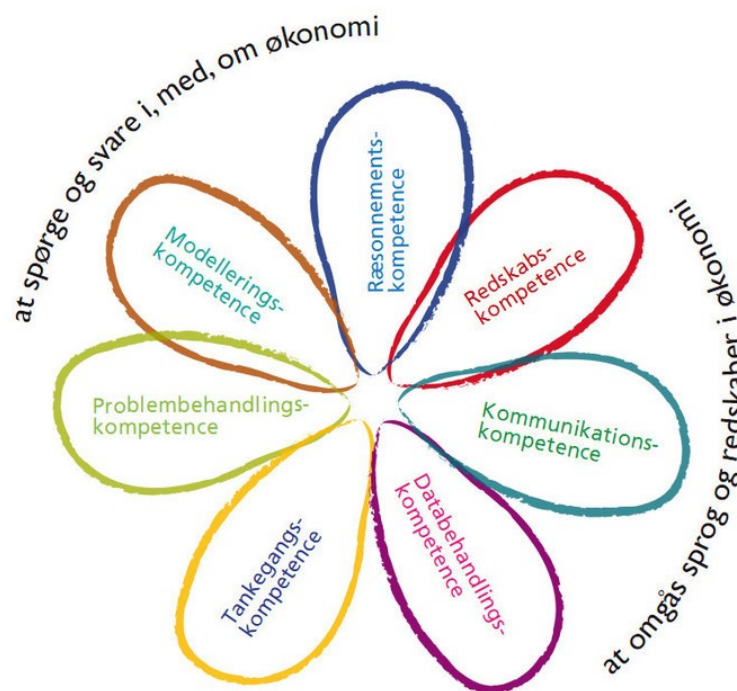 at spørge og svare i, med, om økonomi
Ræsonnements-
kompetence
Redskabs-
kompetence
Kommunikations-
kompetence
Databehandlings-
kompetence
Tankegangs-
kompetence
Problembehandlings-
kompetence
Modellerings-
kompetence
at omgås sprog og redskaber i økonomi